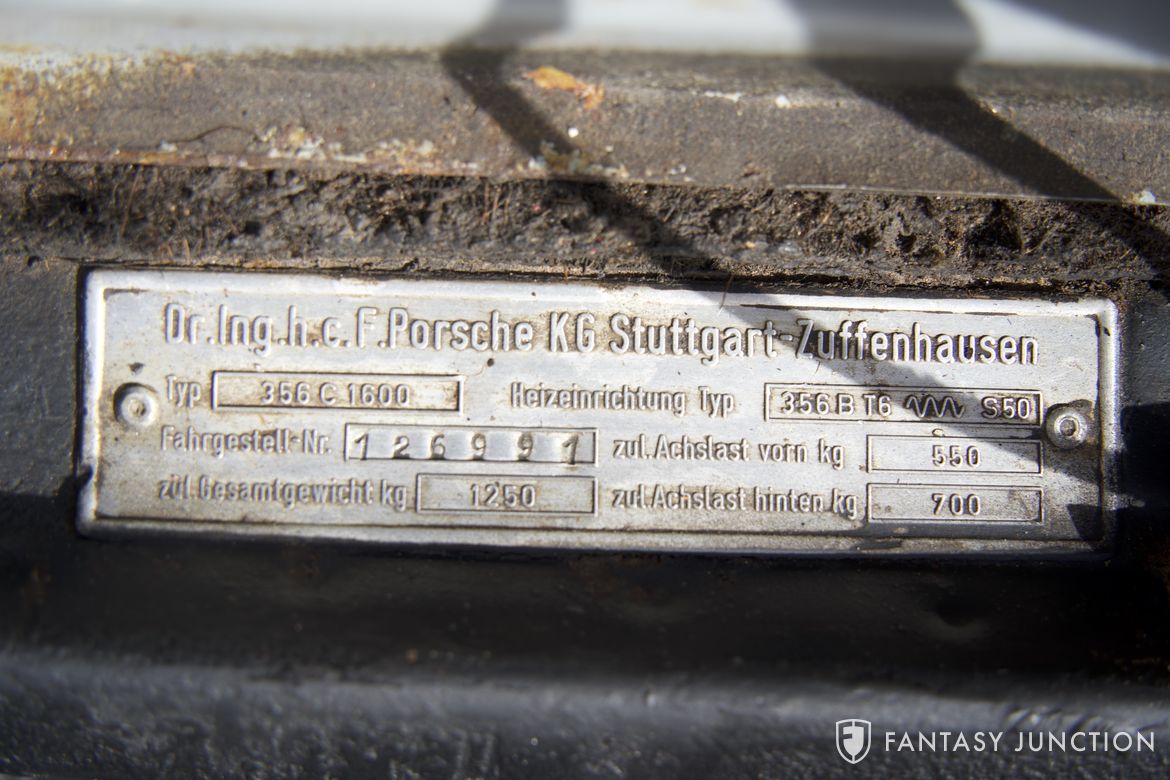 Dr.Ing.h.c.F.Porsche KG Stuttgart-Zuffenhausen
Typ 356 C 1600 Heizeinrichtung Typ 356 B T6 S50
Fahrgestell-Nr. 126991 zul.Achslast vorn kg 550
zul.Gesamtgewicht kg 1250 zul.Achslast hinten kg 700
FANTASY JUNCTION